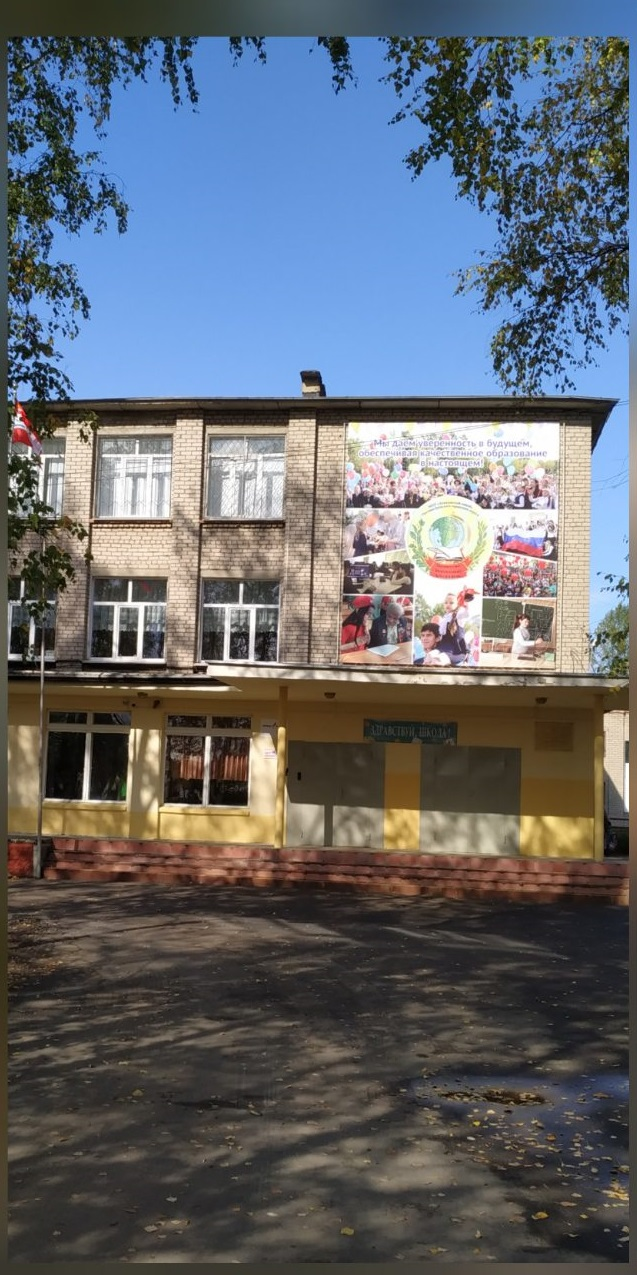 Мы даём уверенность в будущем,
обеспечивая качественное образование
в настоящем!
ЗДРАВСТВУЙ, ШКОЛА!